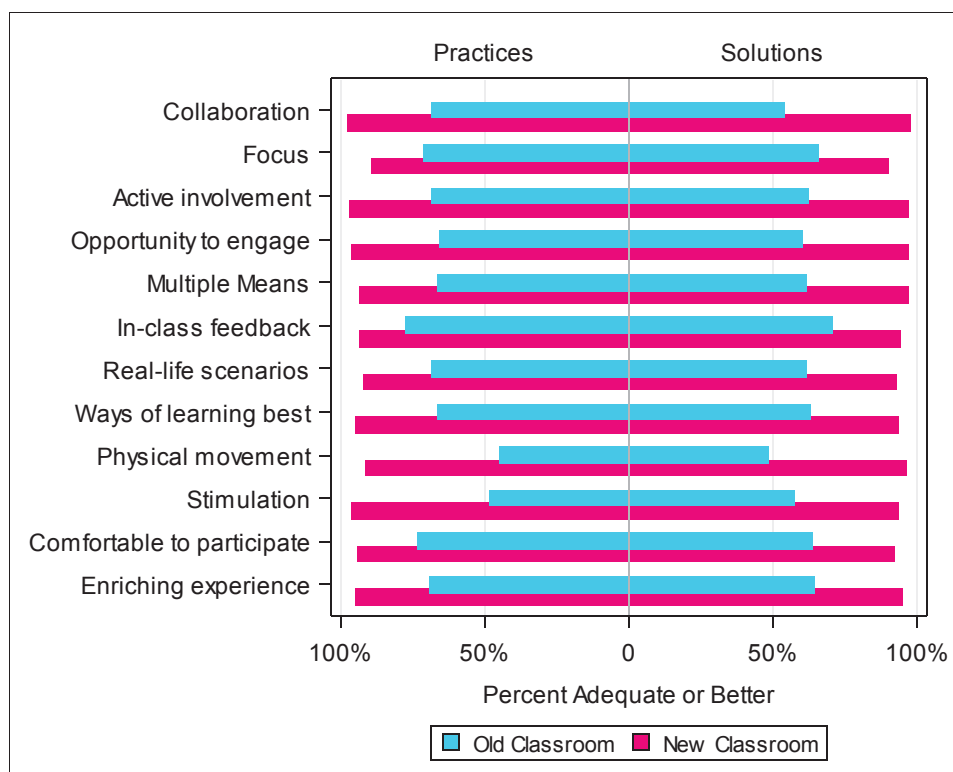 Practices Solutions
Collaboration
Focus
Active involvement
Opportunity to engage
Multiple Means
In-class feedback
Real-life scenarios
Ways of learning best
Physical movement
Stimulation
Comfortable to participate
Enriching experience
100% 50% 0 50% 100%
Percent Adequate or Better
Old Classroom New Classroom